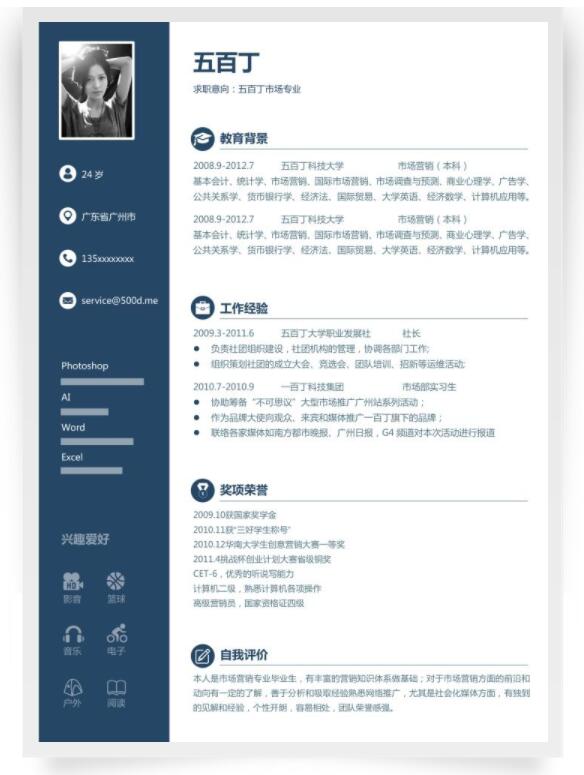 24 岁
广东省广州市
135xxxxxxxx
service@500d.me
Photoshop
AI
Word
Excel
兴趣爱好
HD
影音 篮球
音乐 电子
户外 阅读
五百丁
求职意向：五百丁市场专业
教育背景
2008.9-2012.7 五百丁科技大学 市场营销（本科）
基本会计、统计学、市场营销、国际市场营销、市场调查与预测、商业心理学、广告学、
公共关系学、货币银行学、经济法、国际贸易、大学英语、经济数学、计算机应用等。
2008.9-2012.7 五百丁科技大学 市场营销（本科）
基本会计、统计学、市场营销、国际市场营销、市场调查与预测、商业心理学、广告学、
公共关系学、货币银行学、经济法、国际贸易、大学英语、经济数学、计算机应用等。
工作经验
2009.3-2011.6 五百丁大学职业发展社 社长
● 负责社团组织建设，社团机构的管理，协调各部门工作;
● 组织策划社团的成立大会、竞选会、团队培训、招新等运维活动;
2010.7-2010.9 一百丁科技集团 市场部实习生
● 协助筹备“不可思议”大型市场推广广州站系列活动；
● 作为品牌大使向观众、来宾和媒体推广一百丁旗下的品牌；
● 联络各家媒体如南方都市晚报、广州日报，G4 频道对本次活动进行报道
奖项荣誉
2009.10获国家奖学金
2010.11获“三好学生称号”
2010.12华南大学生创意营销大赛一等奖
2011.4挑战杯创业计划大赛省级铜奖
CET-6，优秀的听说写能力
计算机二级，熟悉计算机各项操作
高级营销员，国家资格证四级
自我评价
本人是市场营销专业毕业生，有丰富的营销知识体系做基础；对于市场营销方面的前沿和
动向有一定的了解，善于分析和吸取经验熟悉网络推广，尤其是社会化媒体方面，有独到
的见解和经验，个性开朗，容易相处，团队荣誉感强。